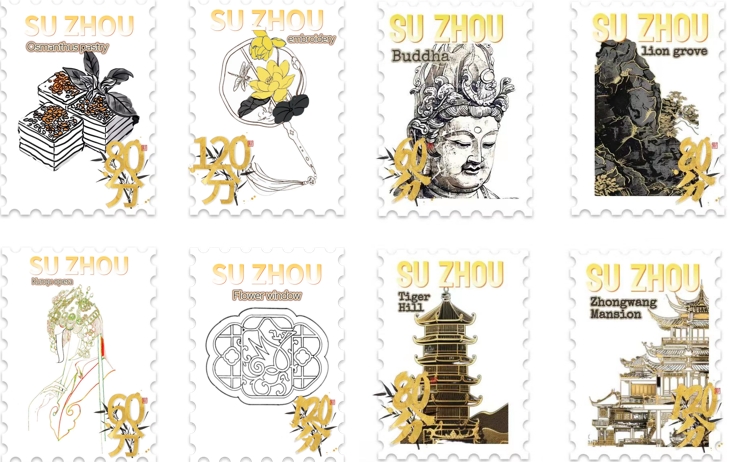 SU ZHOU
Osmanthus pastry
80
分
SU ZHOU
embroidery
120
分
SU ZHOU
Buddha
60
分
SU ZHOU
lion grove
80
分
SU ZHOU
60
分
SU ZHOU
Flower window
120
分
SU ZHOU
Tiger
Hill
80
分
SU ZHOU
Zhongwang
Mansion
120
分